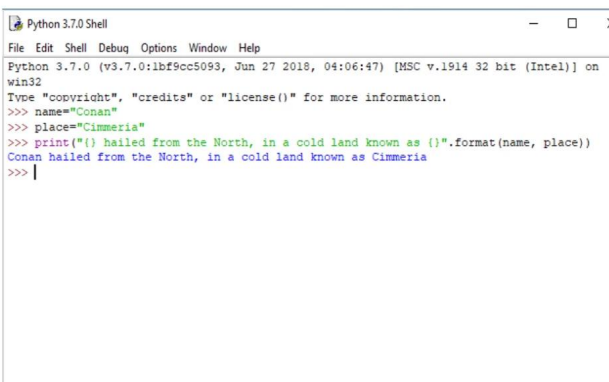 Python 3.7.0 Shell
File Edit Shell Debug Options Window Help
Python 3.7.0 (v3.7.0:1bf9cc5093, Jun 27 2018, 04:06:47) [MSC v.1914 32 bit (Intel)] on
win32
Type "copyright", "credits" or "license()" for more information.
>>> name="Conan"
>>> place="Cimmeria"
>>> print("{} hailed from the North, in a cold land known as {}".format(name, place))
Conan hailed from the North, in a cold land known as Cimmeria
>>>